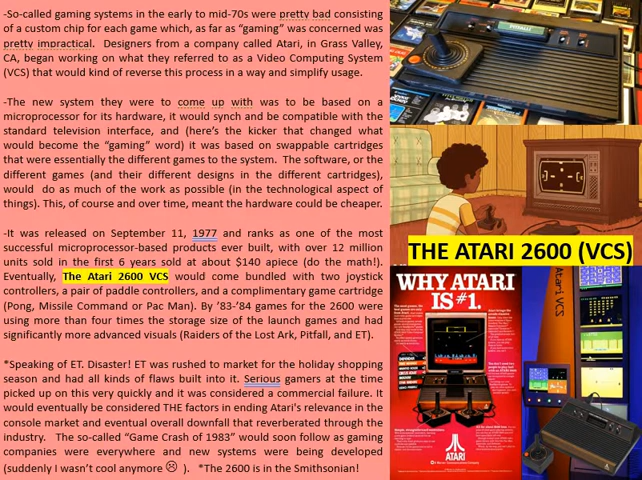 -So-called gaming systems in the early to mid-70s were pretty bad consisting
of a custom chip for each game which, as far as "gaming" was concerned was
pretty impractical. Designers from a company called Atari, in Grass Valley,
CA, began working on what they referred to as a Video Computing System
(VCS) that would kind of reverse this process in a way and simplify usage.
-The new system they were to come up with was to be based on a
microprocessor for its hardware, it would synch and be compatible with the
standard television interface, and (here's the kicker that changed what
would become the "gaming" word) it was based on swappable cartridges
that were essentially the different games to the system. The software, or the
different games (and their different designs in the different cartridges),
would do as much of the work as possible (in the technological aspect of
things). This, of course and over time, meant the hardware could be cheaper.
-It was released on September 11, 1977 and ranks as one of the most
successful microprocessor-based products ever built, with over 12 million
units sold in the first 6 years sold at about $140 apiece (do the math!).
Eventually, The Atari 2600 VCS would come bundled with two joystick
controllers, a pair of paddle controllers, and a complimentary game cartridge
(Pong, Missile Command or Pac Man). By '83-'84 games for the 2600 were
using more than four times the storage size of the launch games and had
significantly more advanced visuals (Raiders of the Lost Ark, Pitfall, and ET).
*Speaking of ET. Disaster! ET was rushed to market for the holiday shopping
season and had all kinds of flaws built into it. Serious gamers at the time
picked up on this very quickly and it was considered a commercial failure. It
would eventually be considered THE factors in ending Atari's relevance in the
console market and eventual overall downfall that reverberated through the
industry. The so-called "Game Crash of 1983" would soon follow as gaming
companies were everywhere and new systems were being developed
(suddenly I wasn't cool anymore ☹ ). *The 2600 is in the Smithsonian!
THE ATARI 2600 (VCS)
WHY ATARI
IS #1.
ATARI
Atari VCS